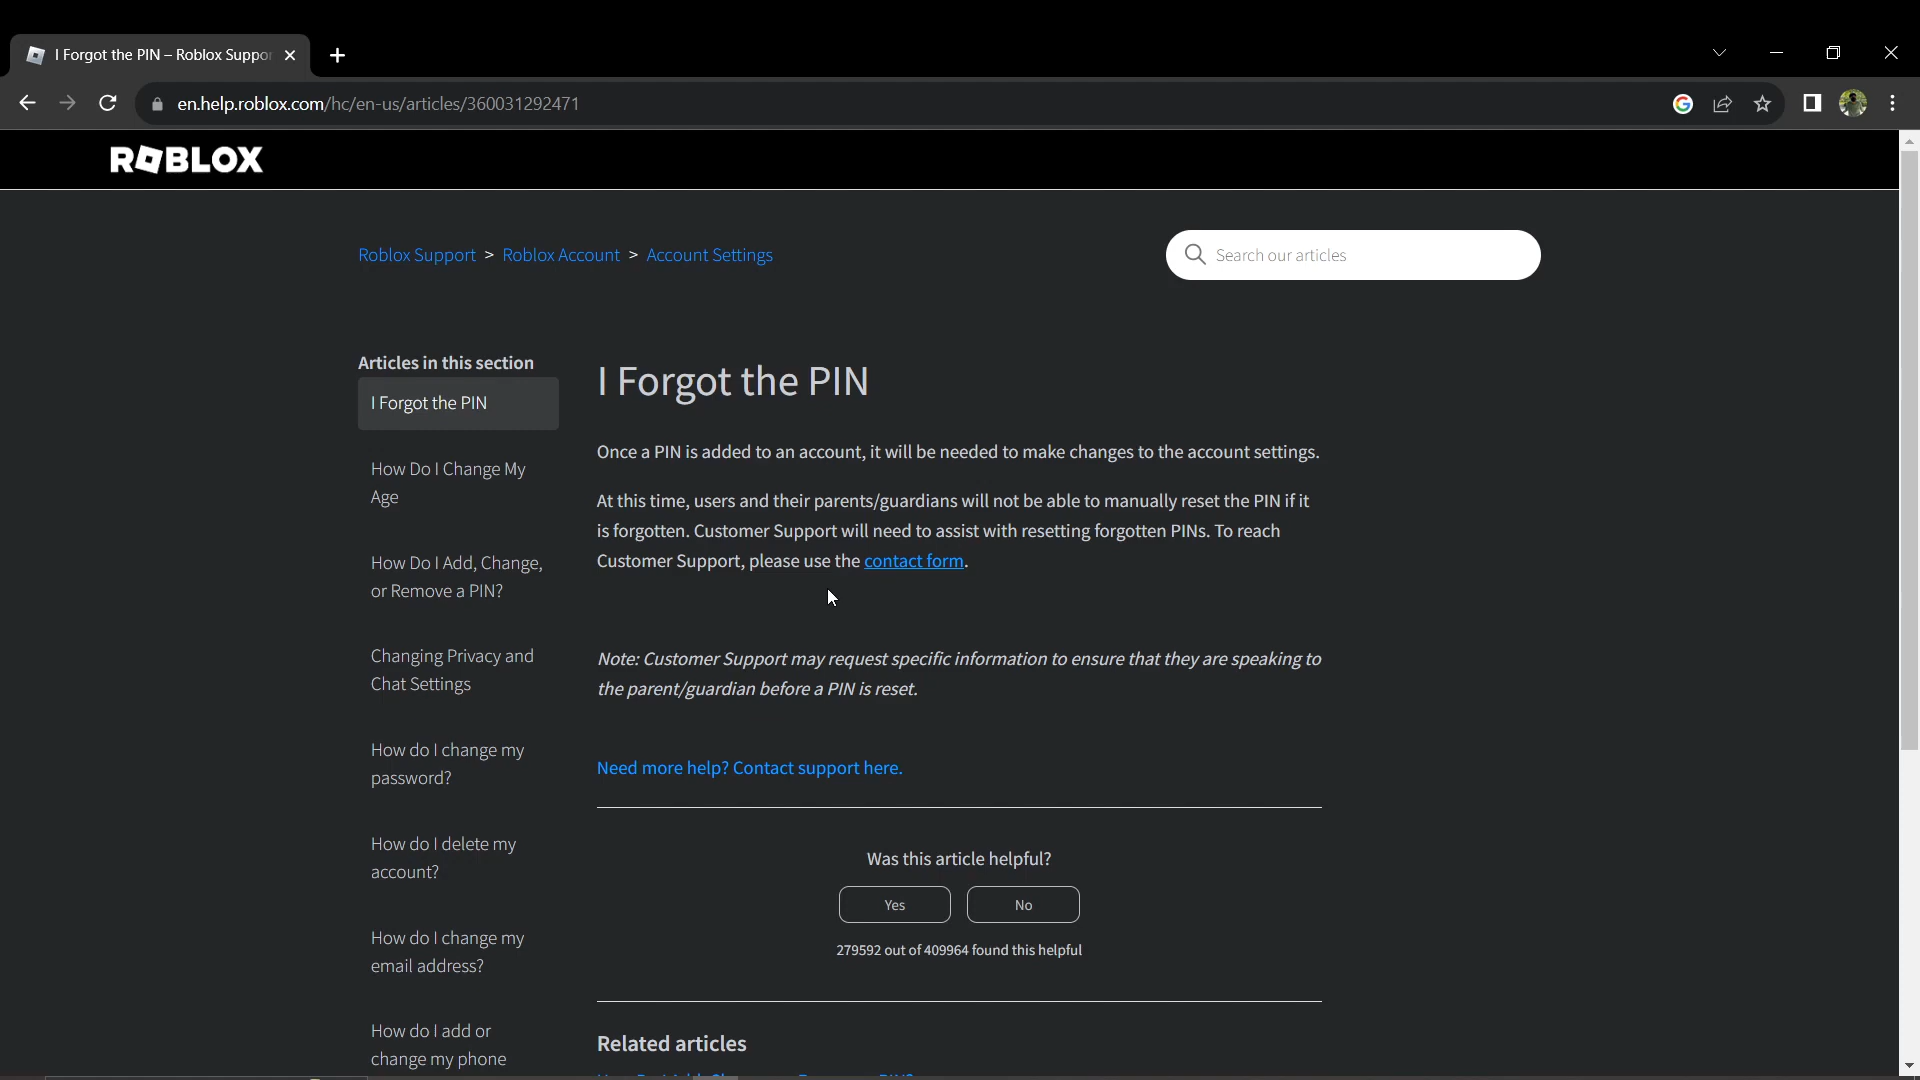 I Forgot the PIN – Roblox Suppor
en.help.roblox.com/hc/en-us/articles/360031292471
ROBLOX
Roblox Support > Roblox Account > Account Settings
Search our articles
Articles in this section
I Forgot the PIN
How Do I Change My
Age
How Do I Add, Change,
or Remove a PIN?
Changing Privacy and
Chat Settings
How do I change my
password?
How do I delete my
account?
How do I change my
email address?
How do I add or
change my phone
I Forgot the PIN
Once a PIN is added to an account, it will be needed to make changes to the account settings.
At this time, users and their parents/guardians will not be able to manually reset the PIN if it
is forgotten. Customer Support will need to assist with resetting forgotten PINs. To reach
Customer Support, please use the contact form.
Note: Customer Support may request specific information to ensure that they are speaking to
the parent/guardian before a PIN is reset.
Need more help? Contact support here.
Was this article helpful?
Yes
No
279592 out of 409964 found this helpful
Related articles